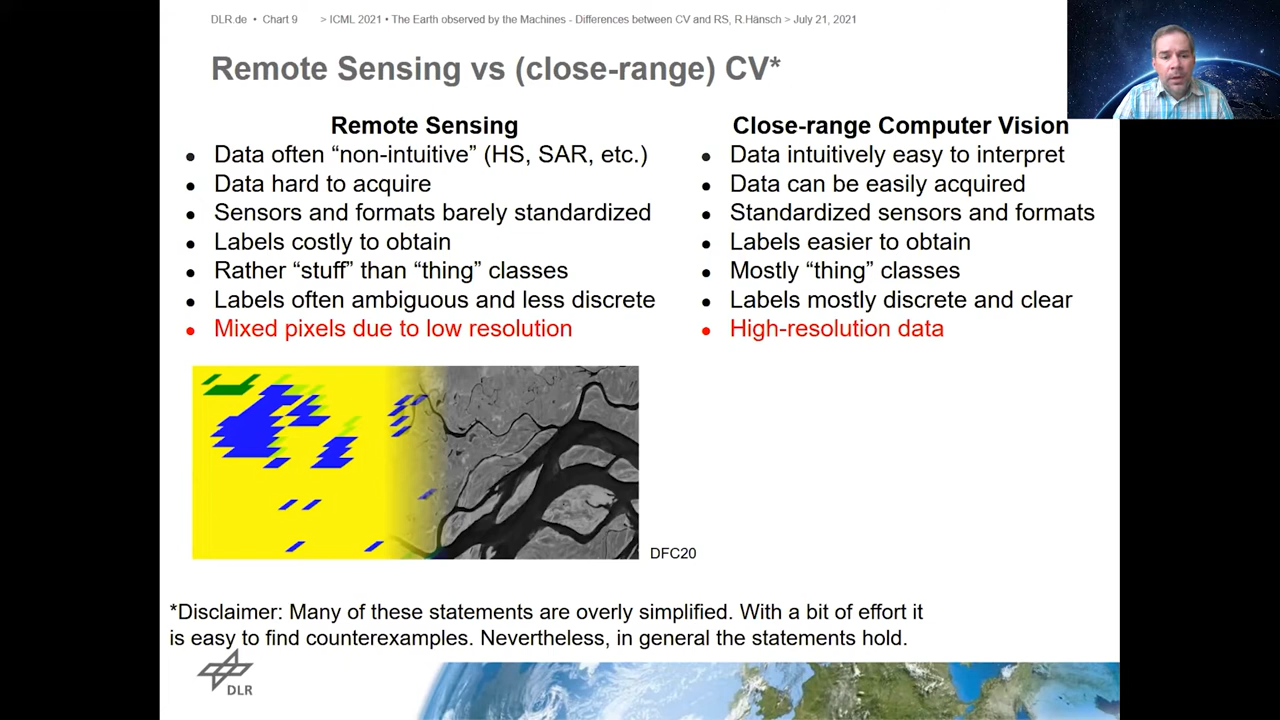 DLR.de • Chart 9 > ICML 2021 • The Earth observed by the Machines - Differences between CV and RS, R.Hänsch > July 21, 2021
Remote Sensing vs (close-range) CV*
Remote Sensing
• Data often “non-intuitive” (HS, SAR, etc.)
• Data hard to acquire
• Sensors and formats barely standardized
• Labels costly to obtain
• Rather “stuff” than “thing” classes
• Labels often ambiguous and less discrete
• Mixed pixels due to low resolution
Close-range Computer Vision
• Data intuitively easy to interpret
• Data can be easily acquired
• Standardized sensors and formats
• Labels easier to obtain
• Mostly “thing” classes
• Labels mostly discrete and clear
• High-resolution data
DFC20
*Disclaimer: Many of these statements are overly simplified. With a bit of effort it
is easy to find counterexamples. Nevertheless, in general the statements hold.
DLR